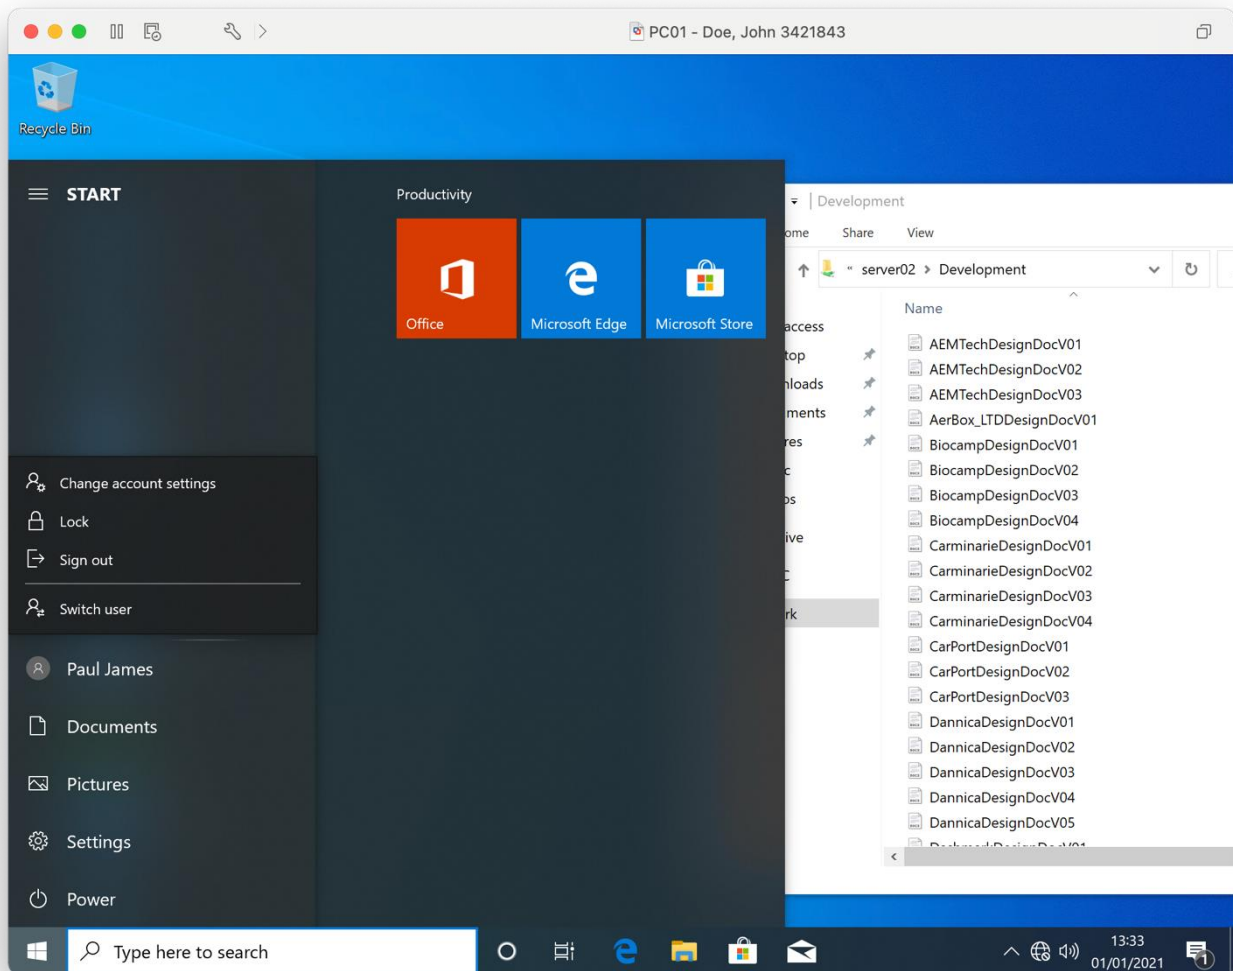 PC01 - Doe, John 3421843
Recycle Bin
START
Productivity
Office
Microsoft Edge
Microsoft Store
Change account settings
Lock
Sign out
Switch user
Paul James
Documents
Pictures
Settings
Power
Development
ome Share View
« server02 > Development
Name
access
top
nloads
ments
res
c
os
ive
C
rk
AEMTechDesignDocV01
AEMTechDesignDocV02
AEMTechDesignDocV03
AerBox_LTDDesignDocV01
BiocampDesignDocV01
BiocampDesignDocV02
BiocampDesignDocV03
BiocampDesignDocV04
CarminarieDesignDocV01
CarminarieDesignDocV02
CarminarieDesignDocV03
CarminarieDesignDocV04
CarPortDesignDocV01
CarPortDesignDocV02
CarPortDesignDocV03
DannicaDesignDocV01
DannicaDesignDocV02
DannicaDesignDocV03
DannicaDesignDocV04
DannicaDesignDocV05
Type here to search
13:33
01/01/2021
1